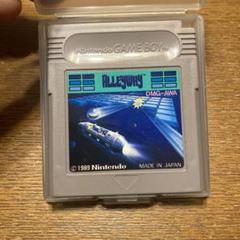 Nintendo GAME BOY
ALLEYWAY
DMG-AWA
© 1989 Nintendo
MADE IN JAPAN